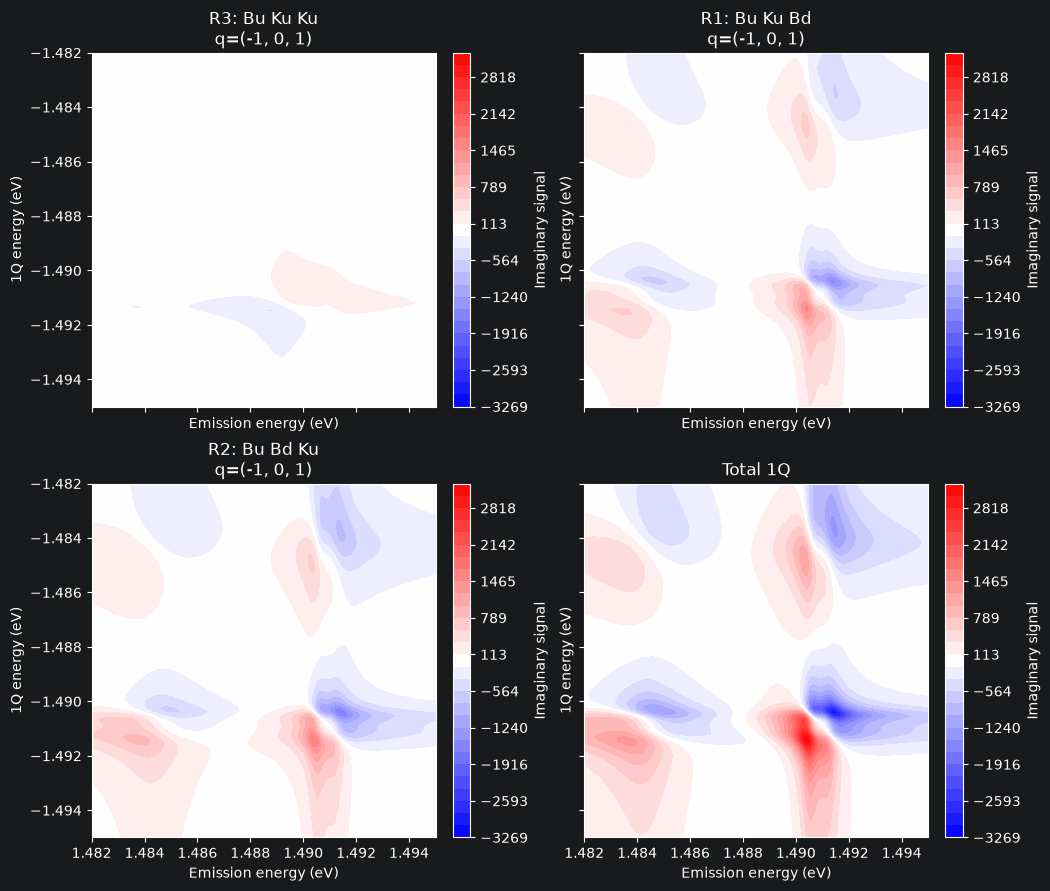 R3: Bu Ku Ku
q=(-1, 0, 1)
−1.482
−1.484
−1.486
−1.488
−1.490
−1.492
−1.494
1Q energy (eV)
Emission energy (eV)
2818
2142
1465
789
113
−564
−1240
−1916
−2593
−3269
Imaginary signal
R1: Bu Ku Bd
q=(-1, 0, 1)
1Q energy (eV)
Emission energy (eV)
2818
2142
1465
789
113
−564
−1240
−1916
−2593
−3269
Imaginary signal
R2: Bu Bd Ku
q=(-1, 0, 1)
−1.482
−1.484
−1.486
−1.488
−1.490
−1.492
−1.494
1Q energy (eV)
1.482 1.484 1.486 1.488 1.490 1.492 1.494
Emission energy (eV)
2818
2142
1465
789
113
−564
−1240
−1916
−2593
−3269
Imaginary signal
Total 1Q
1Q energy (eV)
1.482 1.484 1.486 1.488 1.490 1.492 1.494
Emission energy (eV)
2818
2142
1465
789
113
−564
−1240
−1916
−2593
−3269
Imaginary signal